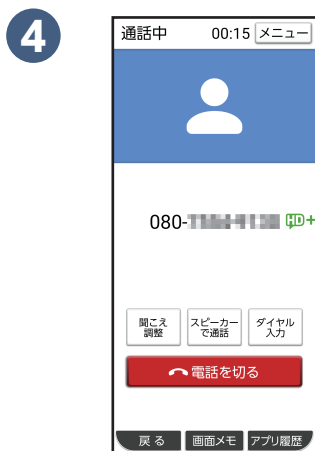 4
通話中 00:15 メニュー
080- HD+
聞こえ
調整
スピーカー
で通話
ダイヤル
入力
電話を切る
戻る 画面メモ アプリ履歴